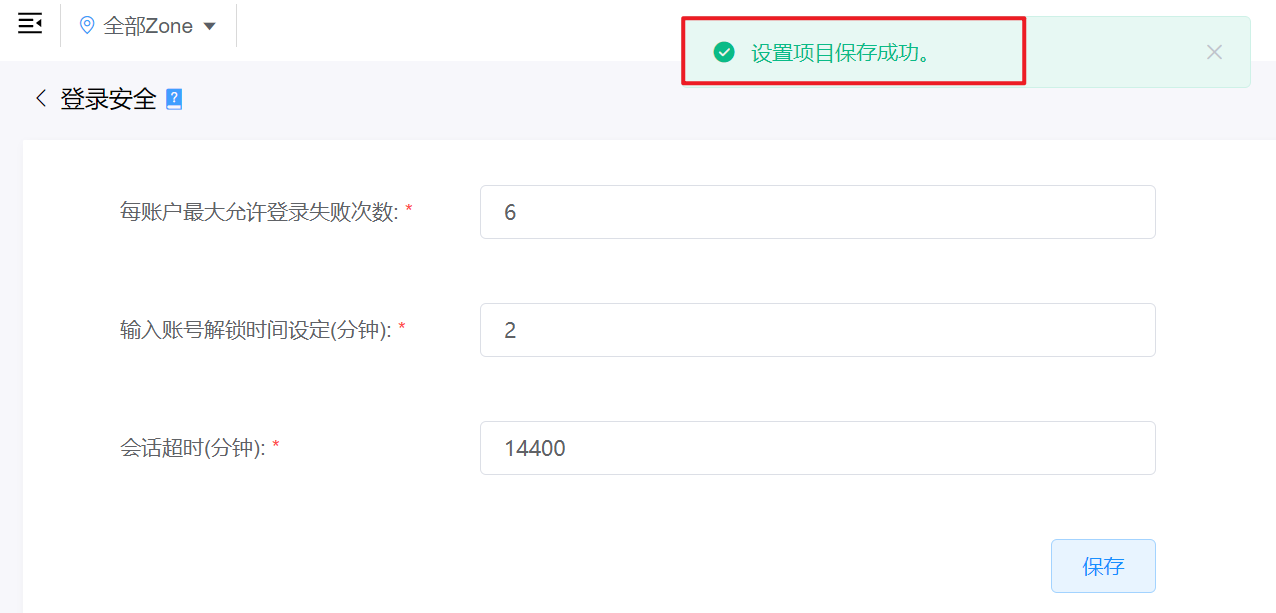 全部Zone
设置项目保存成功。
登录安全
每账户最大允许登录失败次数: *
6
输入账号解锁时间设定(分钟): *
2
会话超时(分钟): *
14400
保存